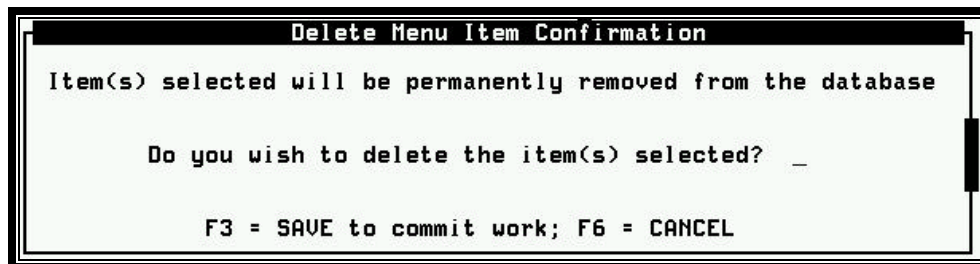 Delete Menu Item Confirmation
Item(s) selected will be permanently removed from the database
Do you wish to delete the item(s) selected? _
F3 = SAVE to commit work; F6 = CANCEL